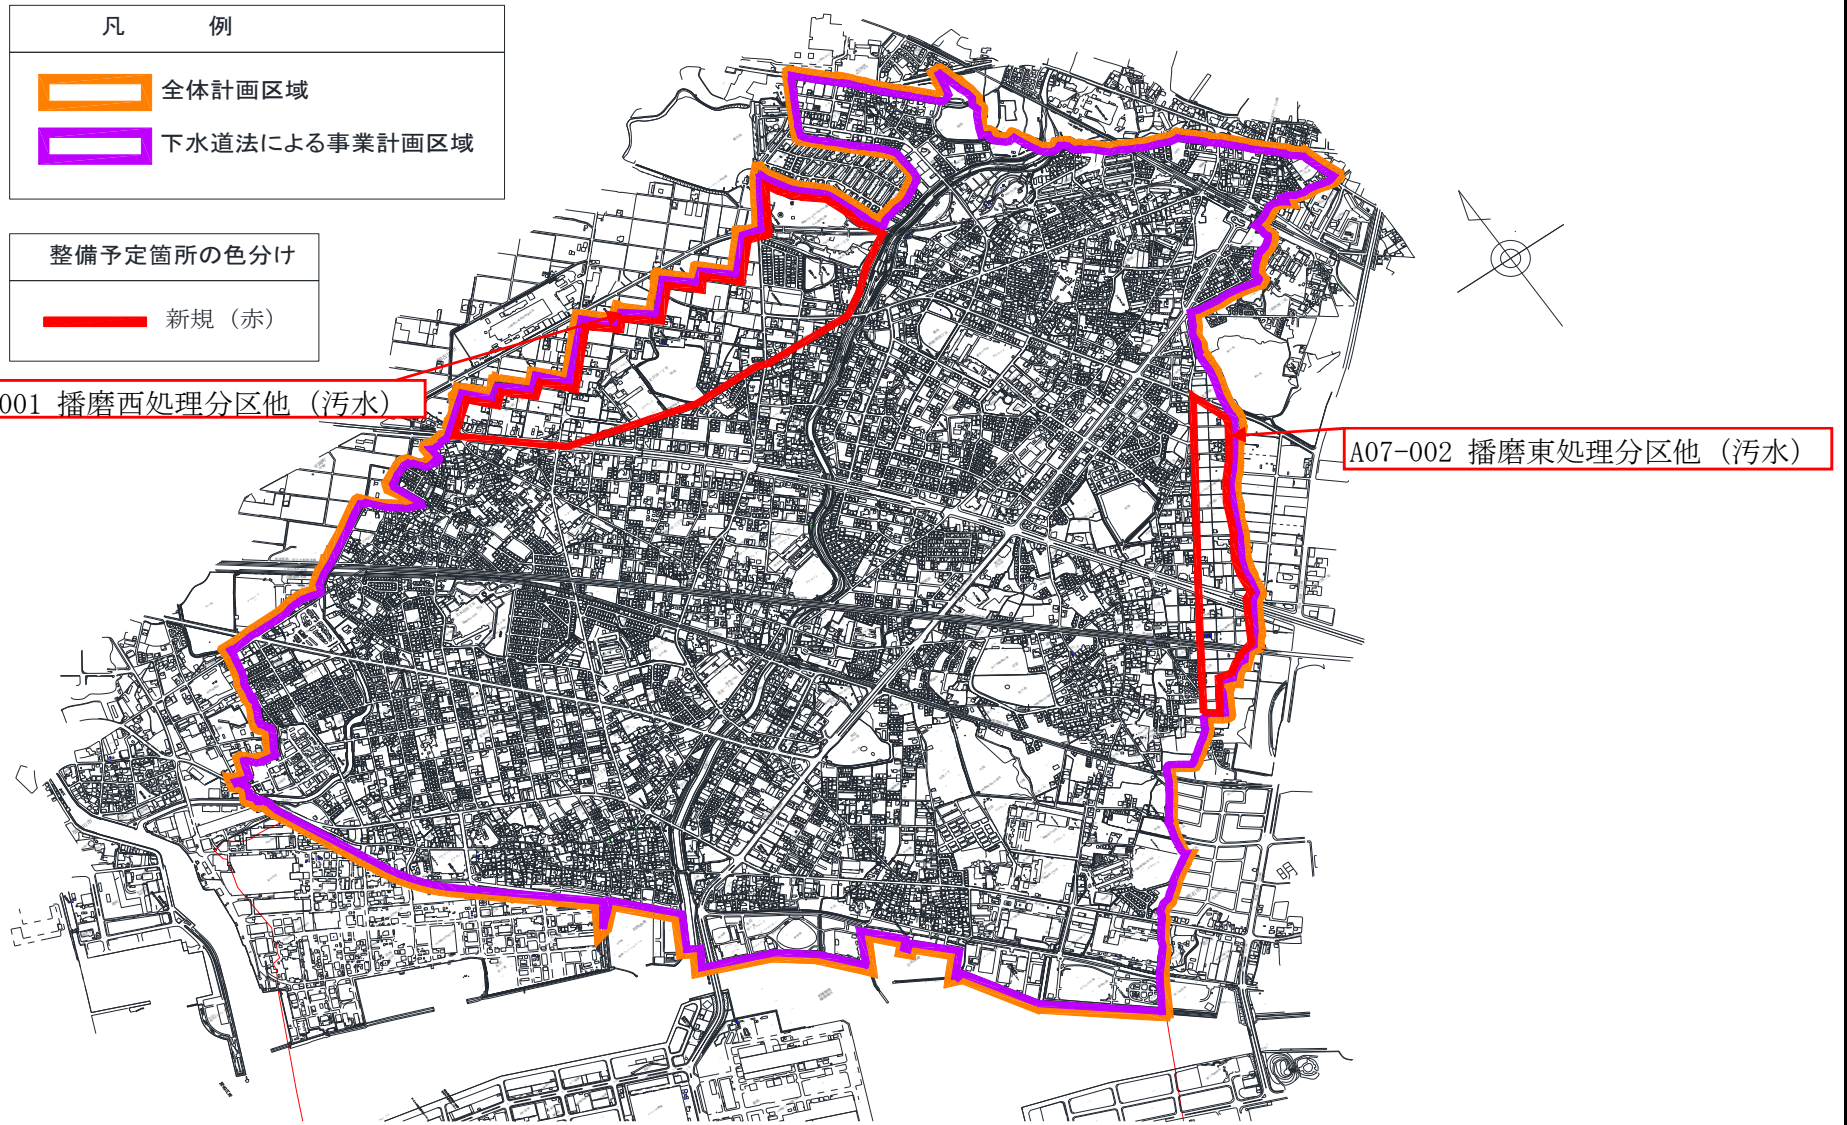 凡 例
全体計画区域
下水道法による事業計画区域
整備予定箇所の色分け
新規（赤）
001 播磨西処理分区他（汚水）
A07-002 播磨東処理分区他（汚水）